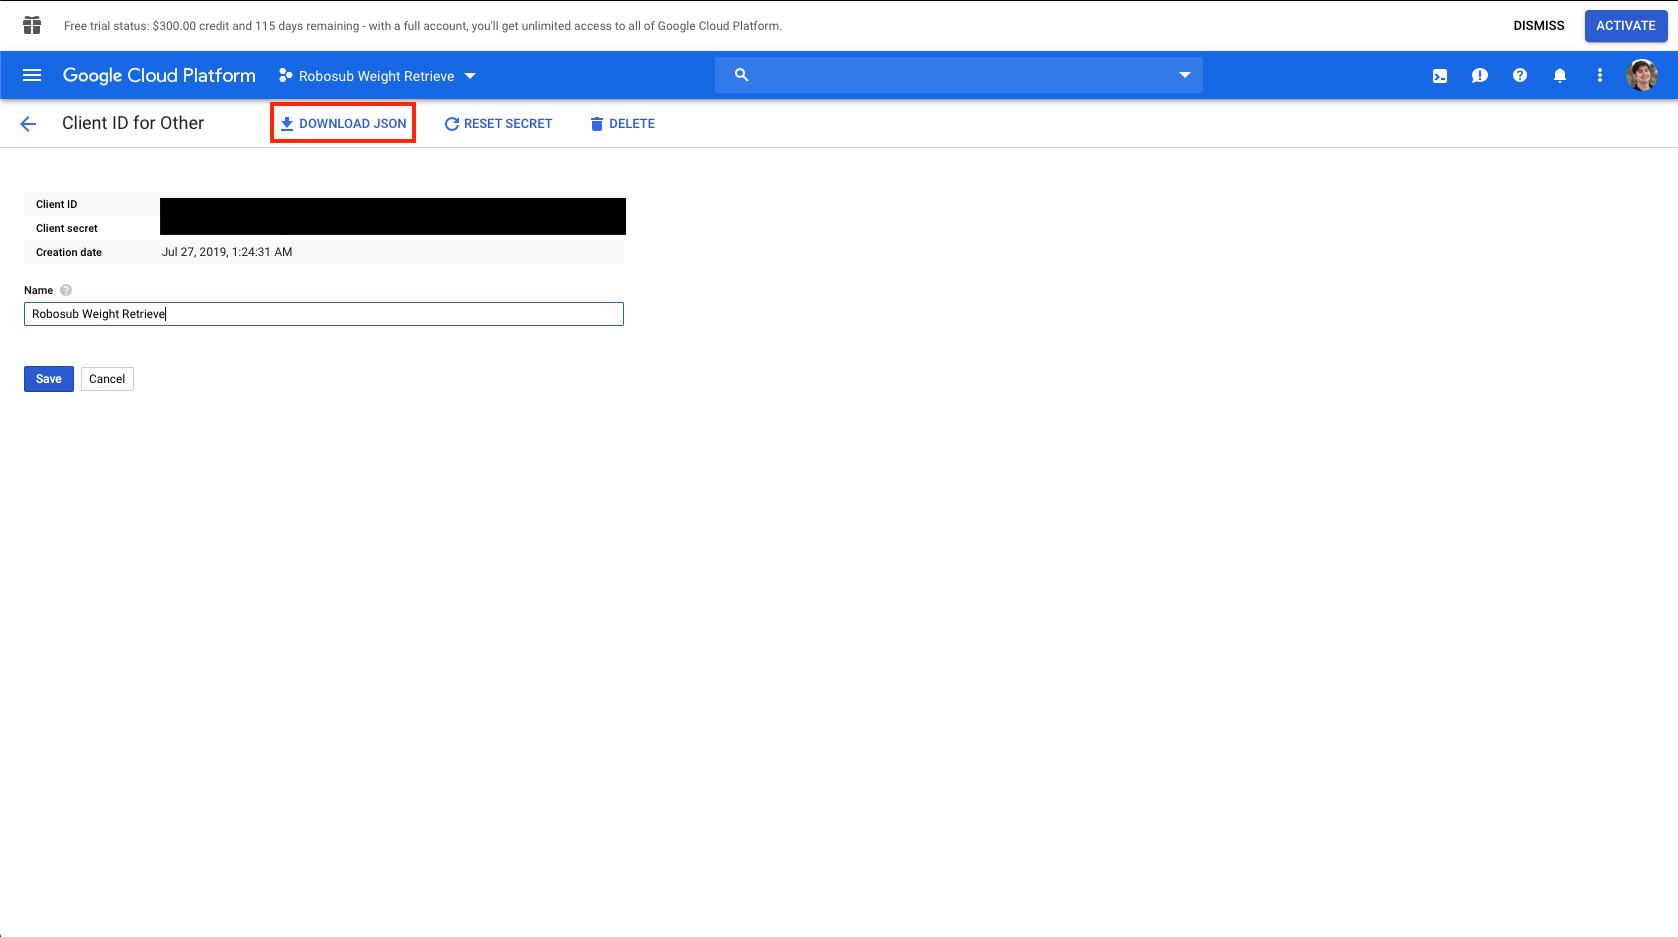 Free trial status: $300.00 credit and 115 days remaining - with a full account, you'll get unlimited access to all of Google Cloud Platform.
DISMISS
ACTIVATE
Google Cloud Platform
Robosub Weight Retrieve
Client ID for Other
DOWNLOAD JSON
RESET SECRET
DELETE
Client ID
Client secret
Creation date Jul 27, 2019, 1:24:31 AM
Name
Robosub Weight Retrieve
Save Cancel